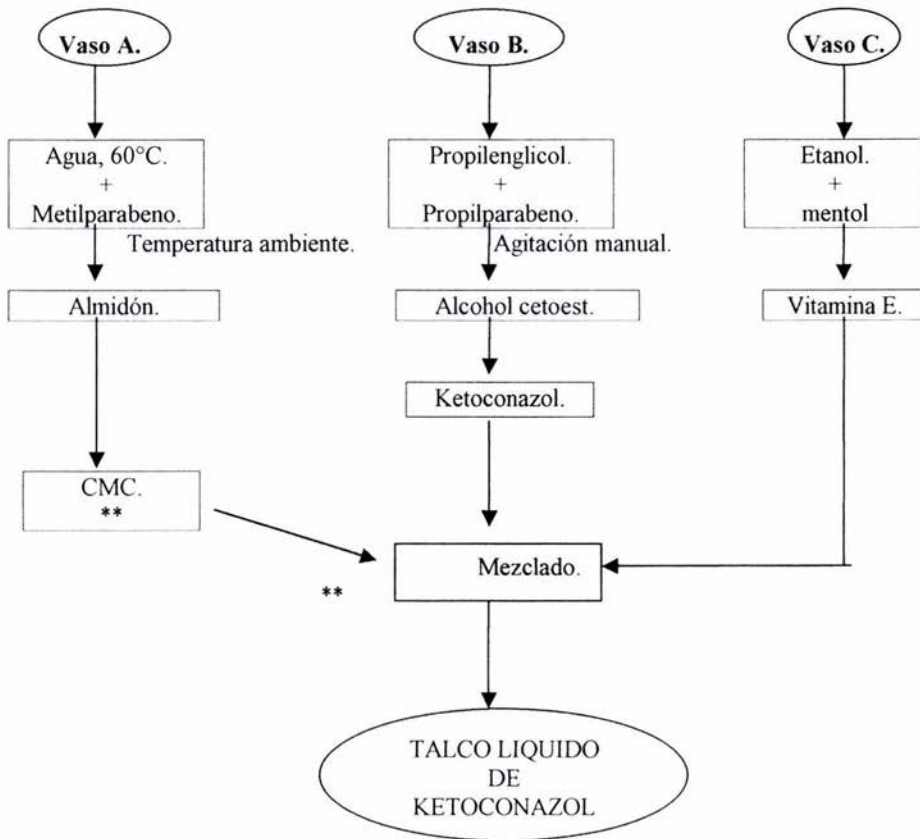 Vaso A.
Agua, 60°C.
+
Metilparabeno.
Temperatura ambiente.
Almidón.
CMC.
**
Vaso B.
Propilenglicol.
+
Propilparabeno.
Agitación manual.
Alcohol cetoest.
Ketoconazol.
Vaso C.
Etanol.
+
mentol
Vitamina E.
**
Mezclado.
TALCO LIQUIDO
DE
KETOCONAZOL